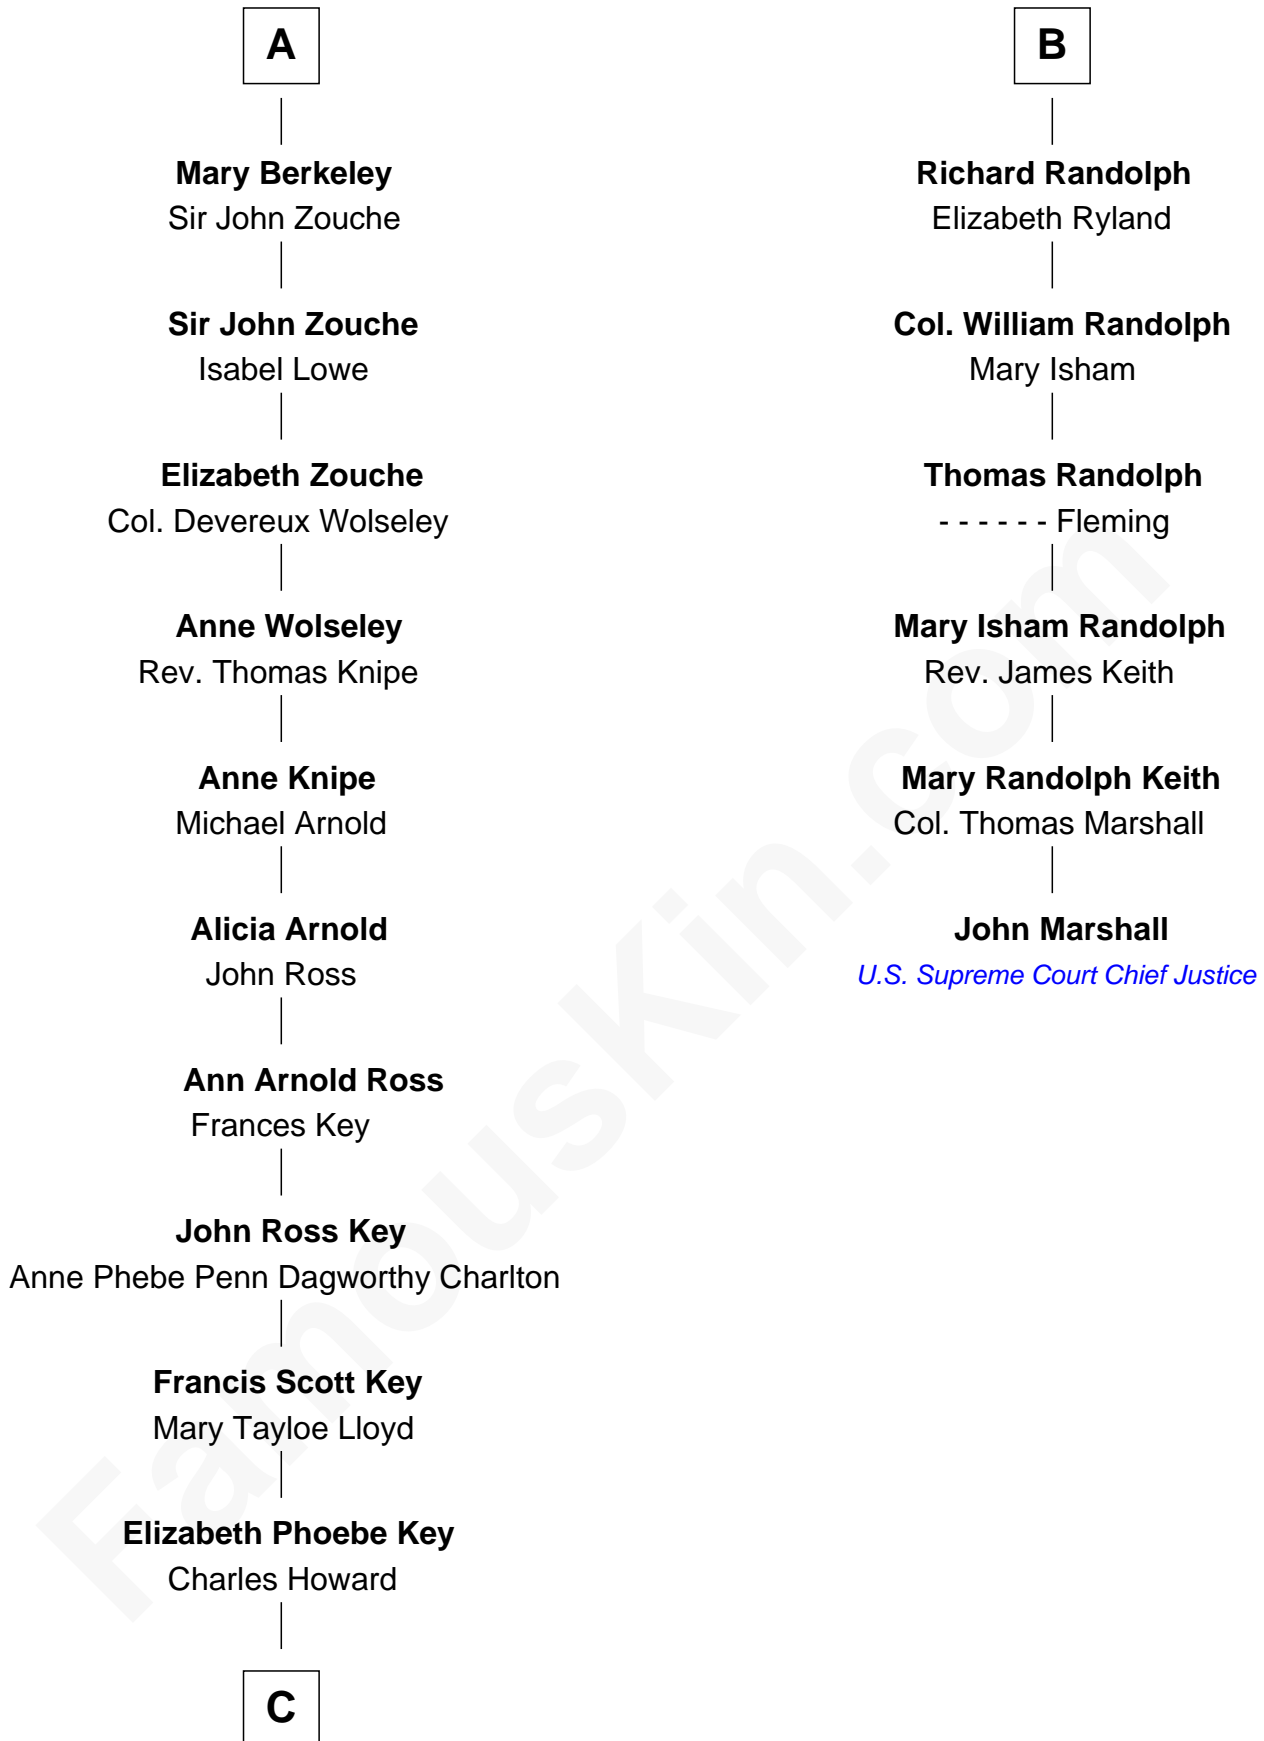 A
Mary Berkeley
Sir John Zouche
Sir John Zouche
Isabel Lowe
Elizabeth Zouche
Col. Devereux Wolseley
Anne Wolseley
Rev. Thomas Knipe
Anne Knipe
Michael Arnold
Alicia Arnold
John Ross
Ann Arnold Ross
Frances Key
John Ross Key
Anne Phebe Penn Dagworthy Charlton
Francis Scott Key
Mary Tayloe Lloyd
Elizabeth Phoebe Key
Charles Howard
C
B
Richard Randolph
Elizabeth Ryland
Col. William Randolph
Mary Isham
Thomas Randolph
- - - - - - Fleming
Mary Isham Randolph
Rev. James Keith
Mary Randolph Keith
Col. Thomas Marshall
John Marshall
U.S. Supreme Court Chief Justice
FamousKin.com